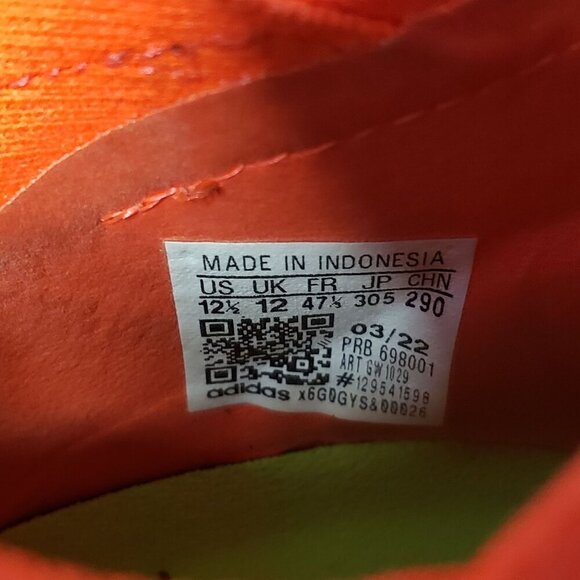 MADE IN INDONESIA
US UK FR JP CHN
12½ 12 47⅓ 305 290
03/22
PRB 698001
ART GW1029
#129541598
adidas x6G0GYS&00026